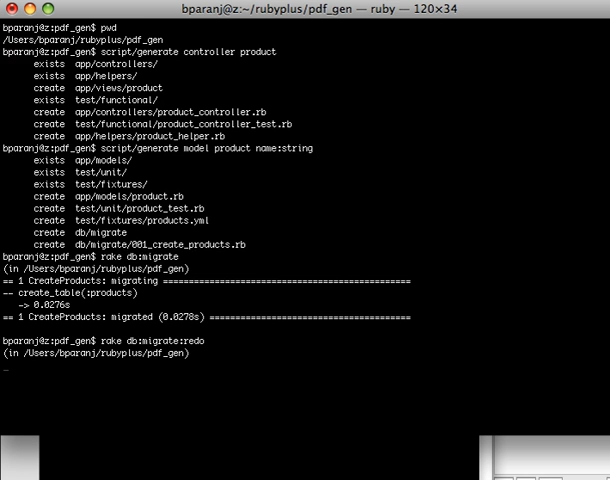 bparanj@z:~/rubyplus/pdf_gen — ruby — 120×34
bparanj@z:pdf_gen$ pwd
/Users/bparanj/rubyplus/pdf_gen
bparanj@z:pdf_gen$ script/generate controller product
exists app/controllers/
exists app/helpers/
create app/views/product
exists test/functional/
create app/controllers/product_controller.rb
create test/functional/product_controller_test.rb
create app/helpers/product_helper.rb
bparanj@z:pdf_gen$ script/generate model product name:string
exists app/models/
exists test/unit/
exists test/fixtures/
create app/models/product.rb
create test/unit/product_test.rb
create test/fixtures/products.yml
create db/migrate
create db/migrate/001_create_products.rb
bparanj@z:pdf_gen$ rake db:migrate
(in /Users/bparanj/rubyplus/pdf_gen)
== 1 CreateProducts: migrating ================================================
-- create_table(:products)
-> 0.0276s
== 1 CreateProducts: migrated (0.0278s) =======================================
bparanj@z:pdf_gen$ rake db:migrate:redo
(in /Users/bparanj/rubyplus/pdf_gen)